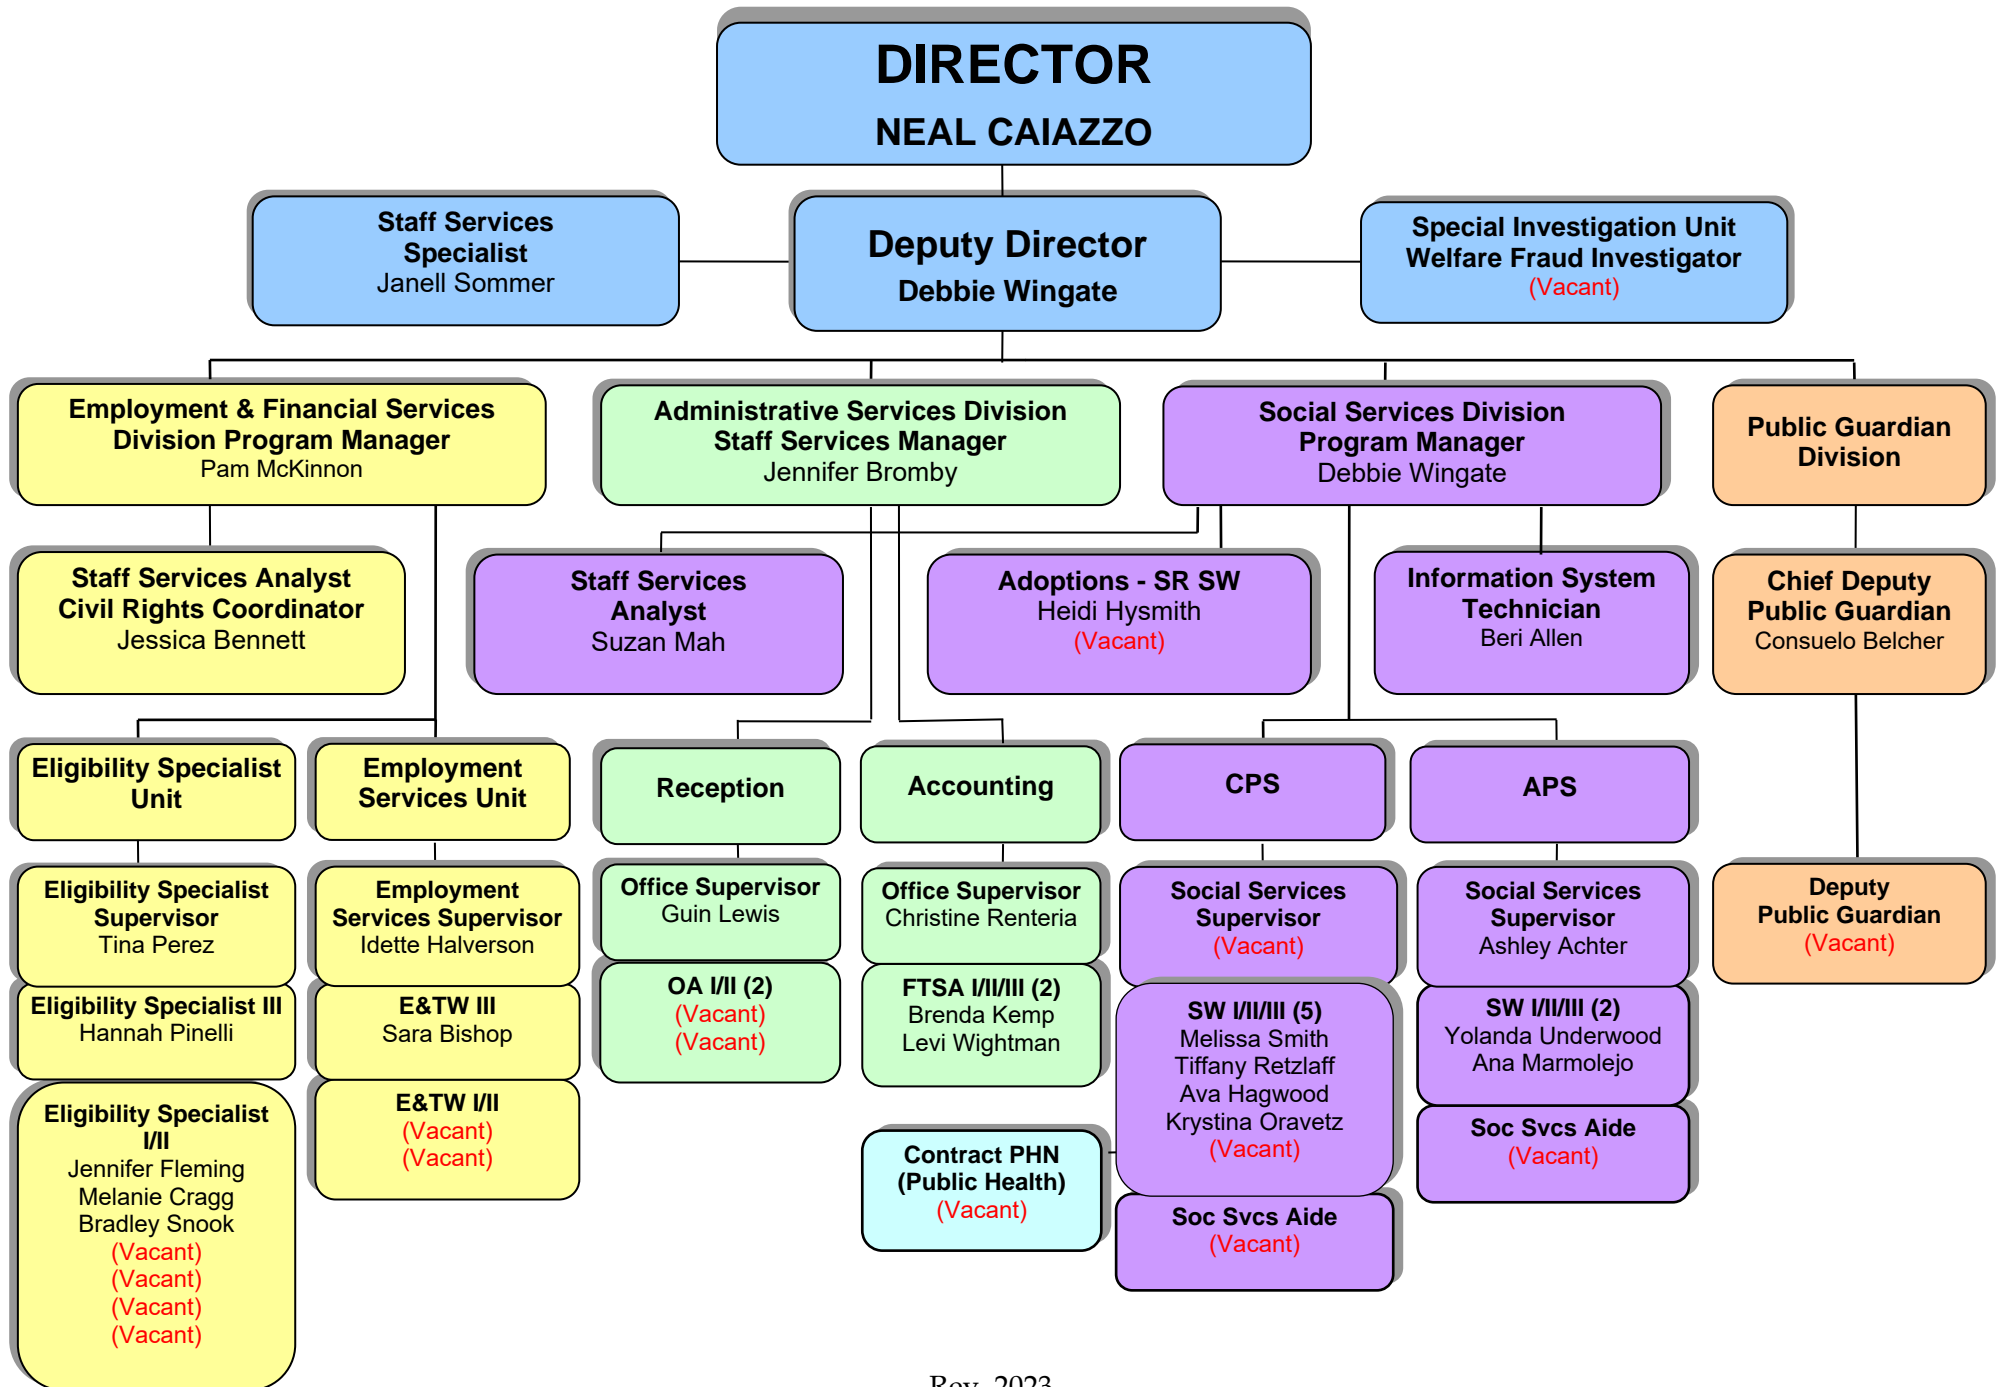 DIRECTOR
NEAL CAIAZZO
Staff Services
Specialist
Janell Sommer
Deputy Director
Debbie Wingate
Special Investigation Unit
Welfare Fraud Investigator
(Vacant)
Employment & Financial Services
Division Program Manager
Pam McKinnon
Administrative Services Division
Staff Services Manager
Jennifer Bromby
Social Services Division
Program Manager
Debbie Wingate
Public Guardian
Division
Staff Services Analyst
Civil Rights Coordinator
Jessica Bennett
Staff Services
Analyst
Suzan Mah
Adoptions - SR SW
Heidi Hysmith
(Vacant)
Information System
Technician
Beri Allen
Chief Deputy
Public Guardian
Consuelo Belcher
Eligibility Specialist
Unit
Employment
Services Unit
Reception
Accounting
CPS
APS
Eligibility Specialist
Supervisor
Tina Perez
Employment
Services Supervisor
Idette Halverson
Office Supervisor
Guin Lewis
Office Supervisor
Christine Renteria
Social Services
Supervisor
(Vacant)
Social Services
Supervisor
Ashley Achter
Deputy
Public Guardian
(Vacant)
Eligibility Specialist III
Hannah Pinelli
E&TW III
Sara Bishop
OA I/II (2)
(Vacant)
(Vacant)
FTSA I/II/III (2)
Brenda Kemp
Levi Wightman
SW I/II/III (5)
Melissa Smith
Tiffany Retzlaff
Ava Hagwood
Krystina Oravetz
(Vacant)
SW I/II/III (2)
Yolanda Underwood
Ana Marmolejo
Eligibility Specialist
I/II
Jennifer Fleming
Melanie Cragg
Bradley Snook
(Vacant)
(Vacant)
(Vacant)
(Vacant)
E&TW I/II
(Vacant)
(Vacant)
Contract PHN
(Public Health)
(Vacant)
Soc Svcs Aide
(Vacant)
Soc Svcs Aide
(Vacant)
Rev. 2023